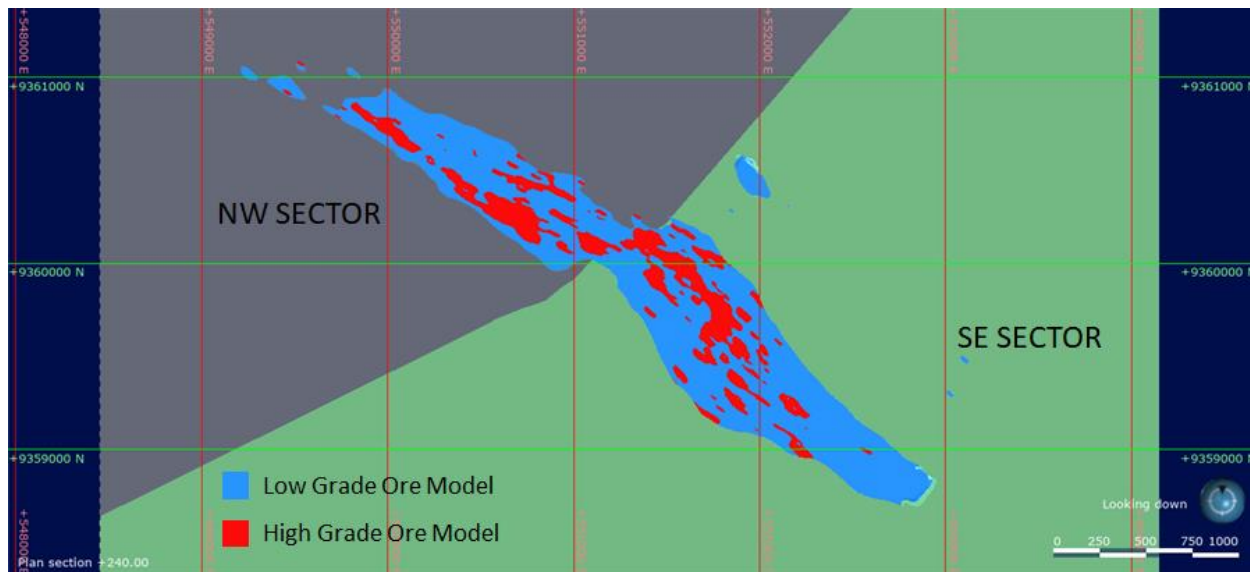 +548000 E
+549000 E
+550000 E
+551000 E
+552000 E
+9361000 N
+9361000 N
NW SECTOR
+9360000 N
+9360000 N
SE SECTOR
+9359000 N
+9359000 N
Low Grade Ore Model
High Grade Ore Model
Looking down
0 250 500 750 1000
Plan section +240.00